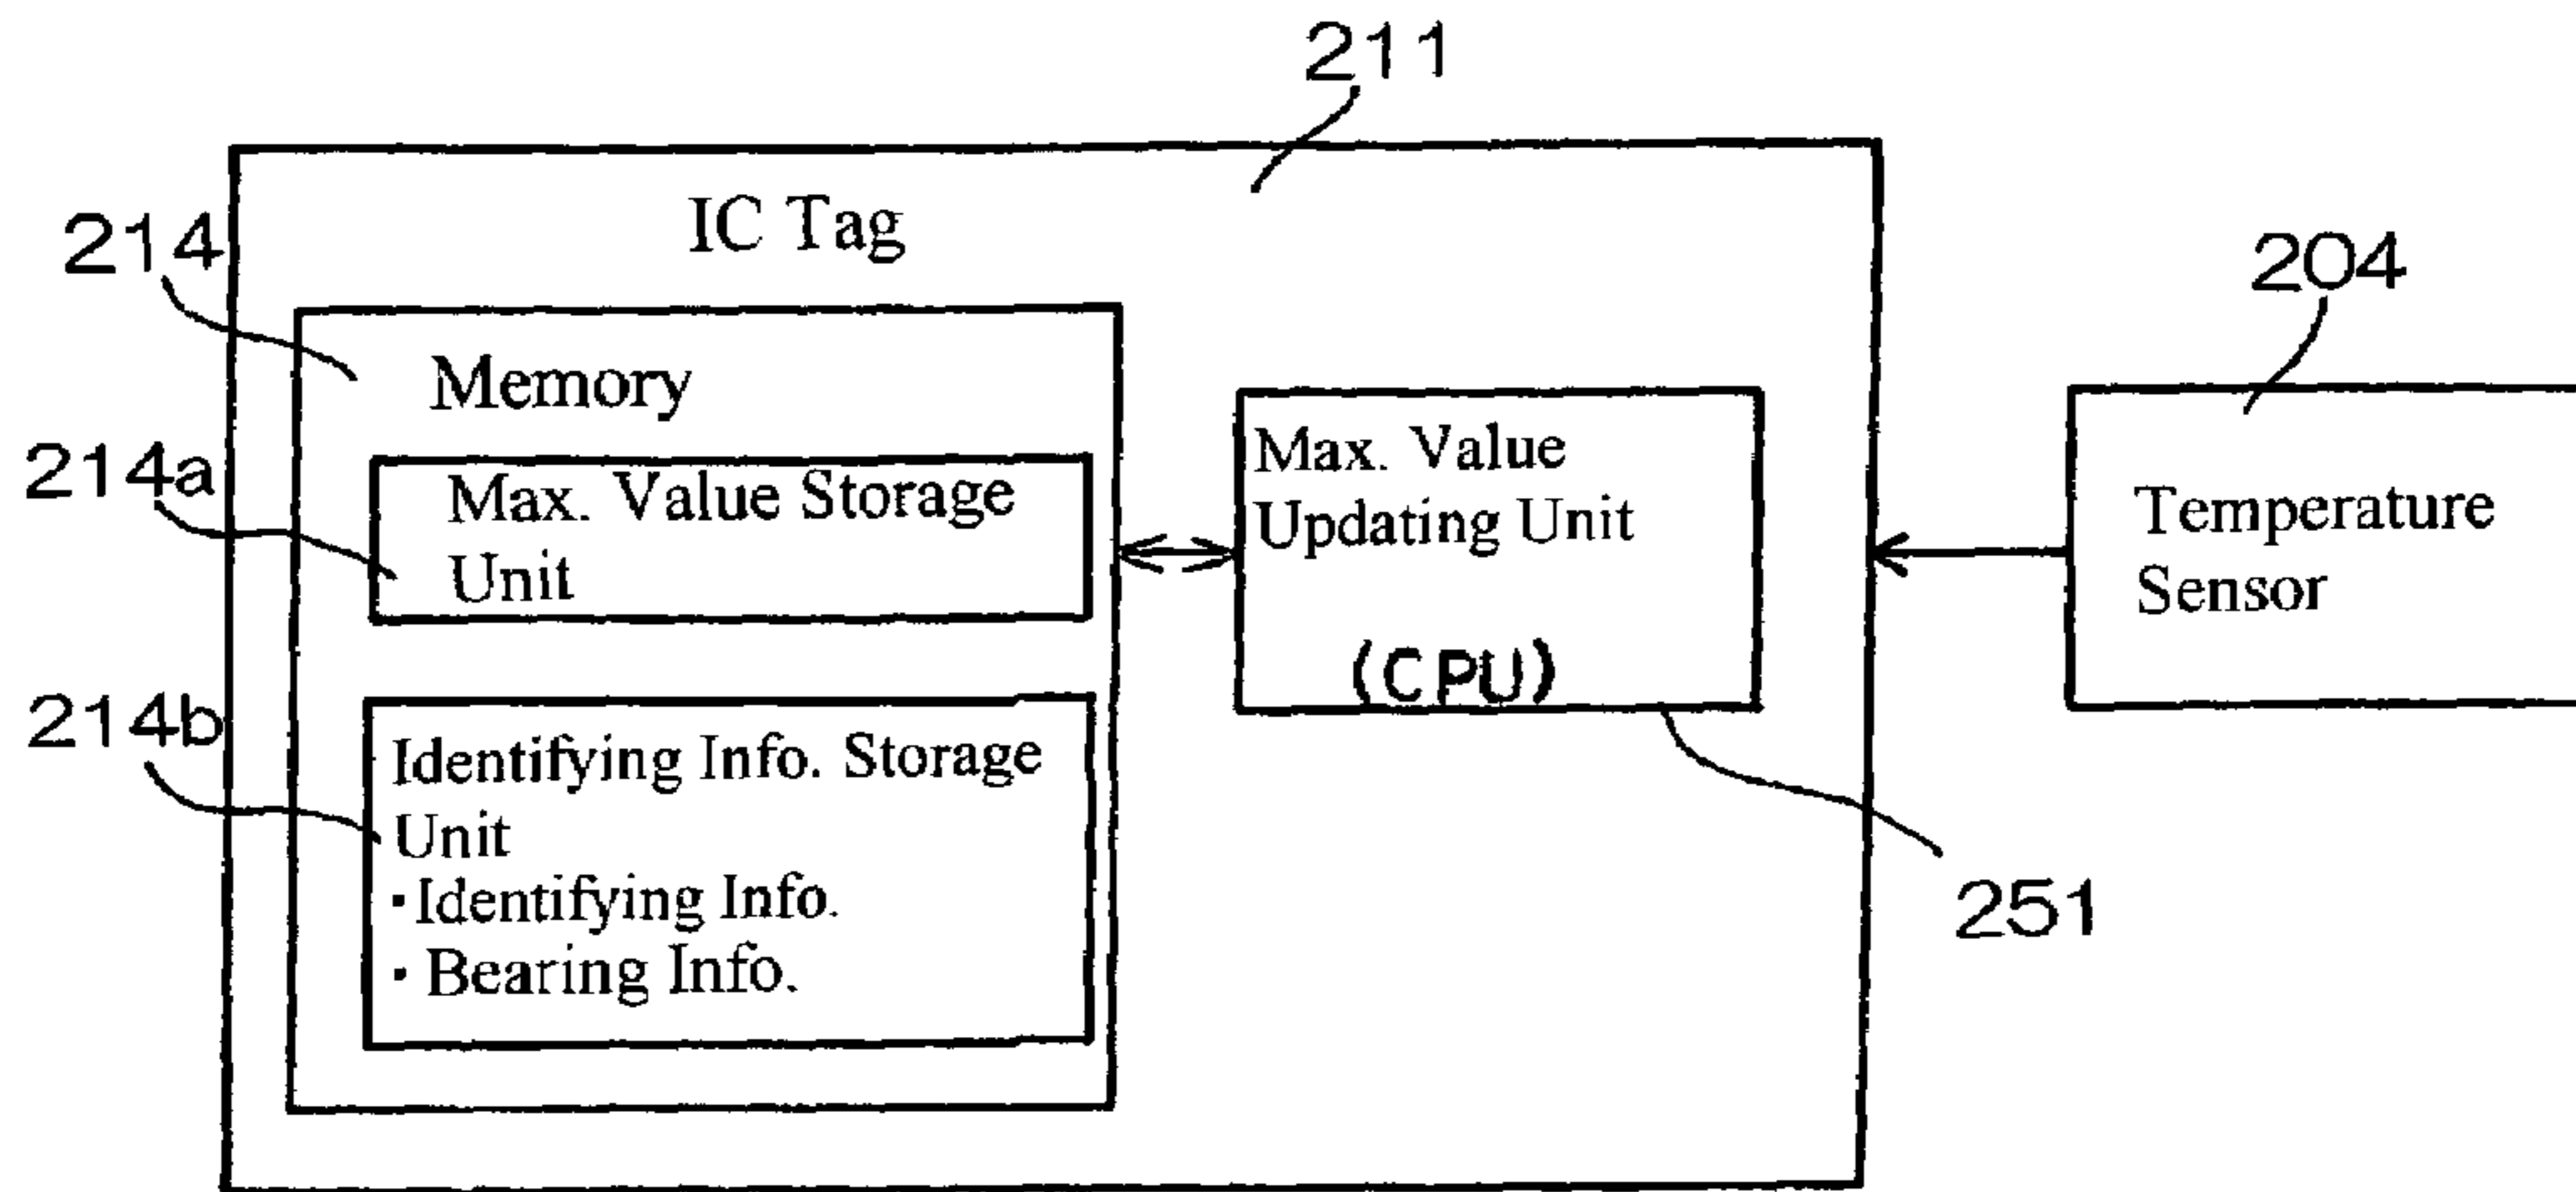 211
IC Tag
214
204
Memory
Max. Value
Updating Unit
(CPU)
214a
Max. Value Storage
Unit
Temperature
Sensor
214b
Identifying Info. Storage
Unit
・Identifying Info.
・Bearing Info.
251